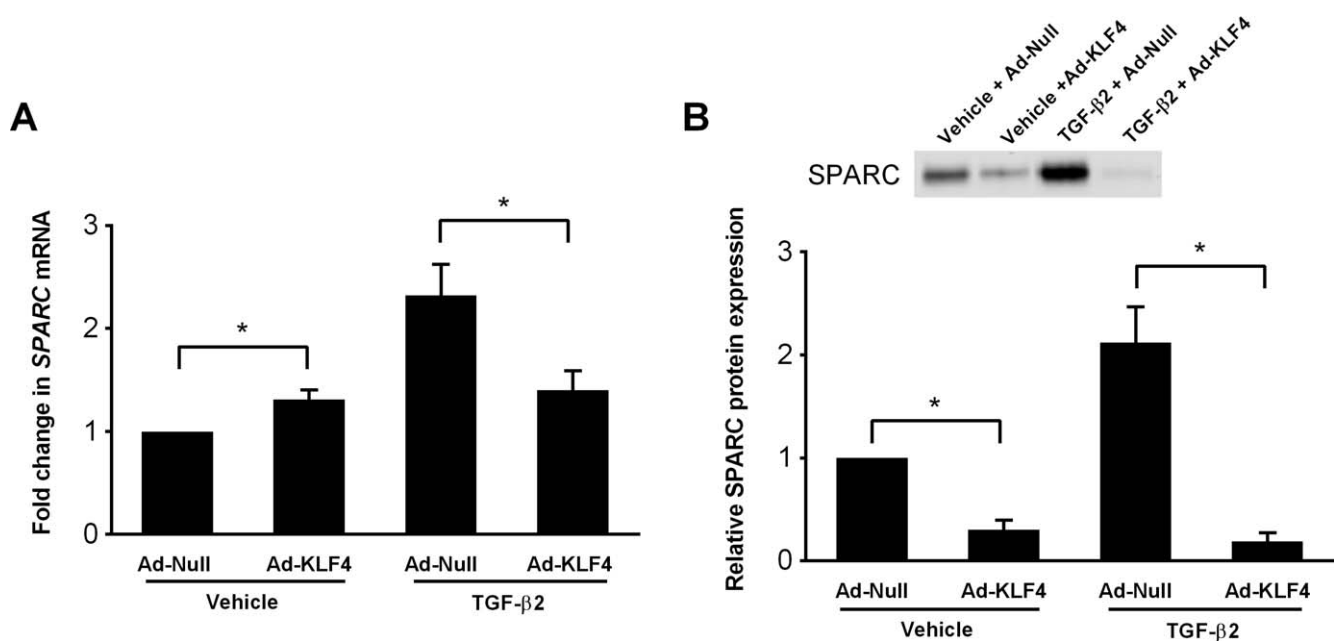 A
Fold change in SPARC mRNA
3
2
1
0
*
*
Ad-Null Ad-KLF4 Ad-Null Ad-KLF4
Vehicle TGF-β2
B
Vehicle + Ad-Null
Vehicle +Ad-KLF4
TGF-β2 + Ad-Null
TGF-β2 + Ad-KLF4
SPARC
Relative SPARC protein expression
3
2
1
0
*
*
Ad-Null Ad-KLF4 Ad-Null Ad-KLF4
Vehicle TGF-β2